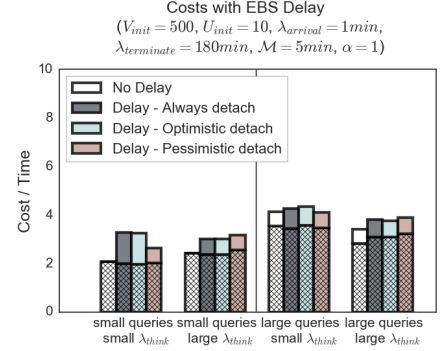 Costs with EBS Delay
(V_init = 500, U_init = 10, λ_arrival = 1min,
λ_terminate = 180min, M = 5min, α = 1)
Cost / Time
10
8
6
4
2
0
No Delay
Delay - Always detach
Delay - Optimistic detach
Delay - Pessimistic detach
small queries small queries large queries large queries
small λ_think large λ_think small λ_think large λ_think